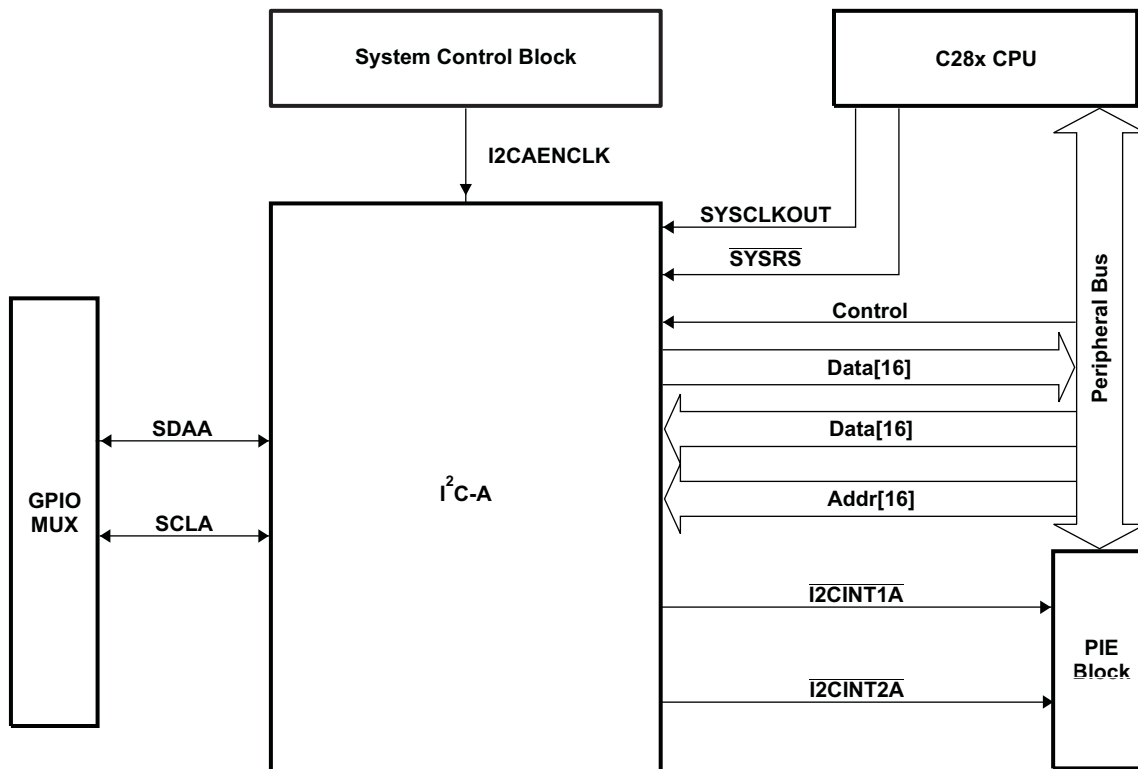 System Control Block
C28x CPU
I2CAENCLK
SYSCLKOUT
SYSRS
Control
Data[16]
Data[16]
Addr[16]
Peripheral Bus
SDAA
SCLA
GPIO
MUX
I²C-A
I2CINT1A
I2CINT2A
PIE
Block